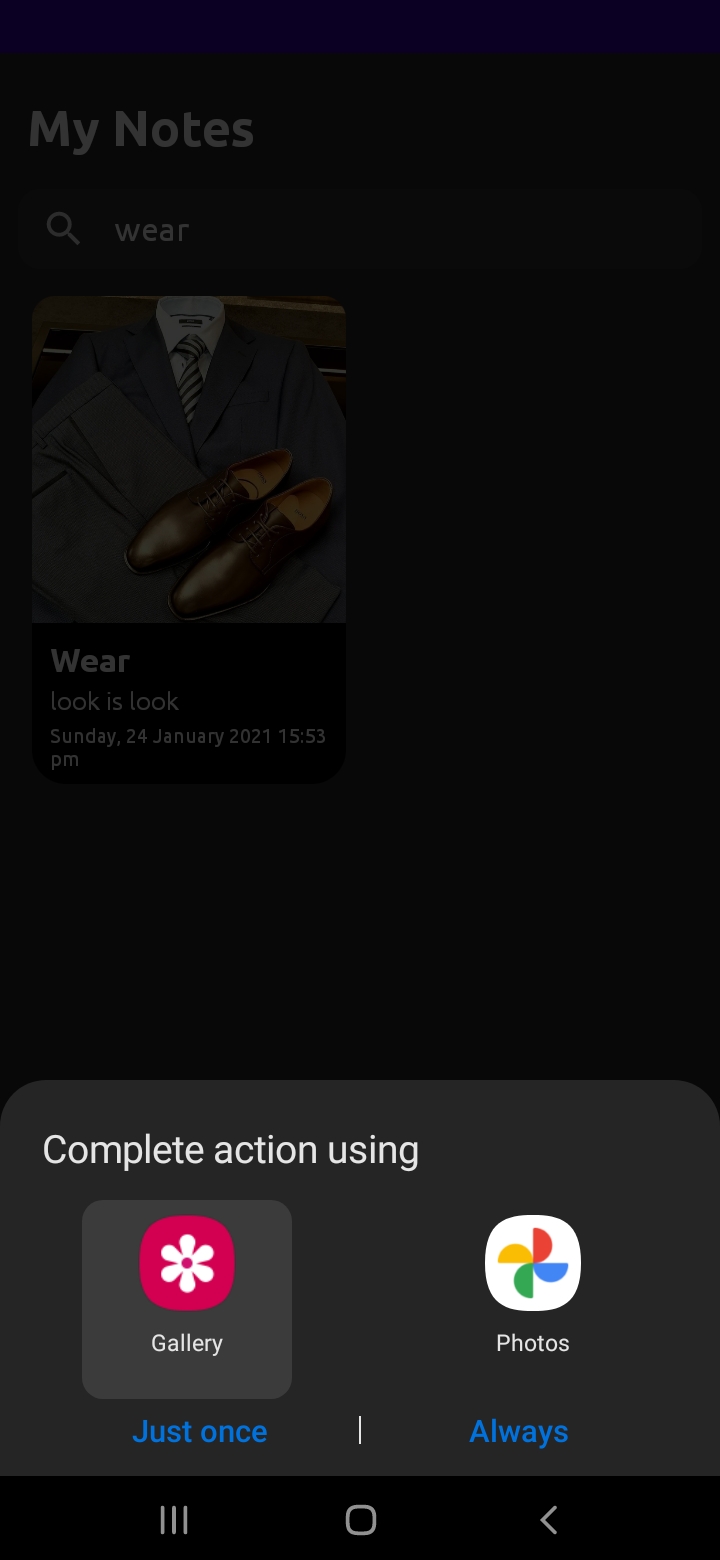 My Notes
wear
Wear
look is look
Sunday, 24 January 2021 15:53
pm
Complete action using
Gallery
Photos
Just once
Always